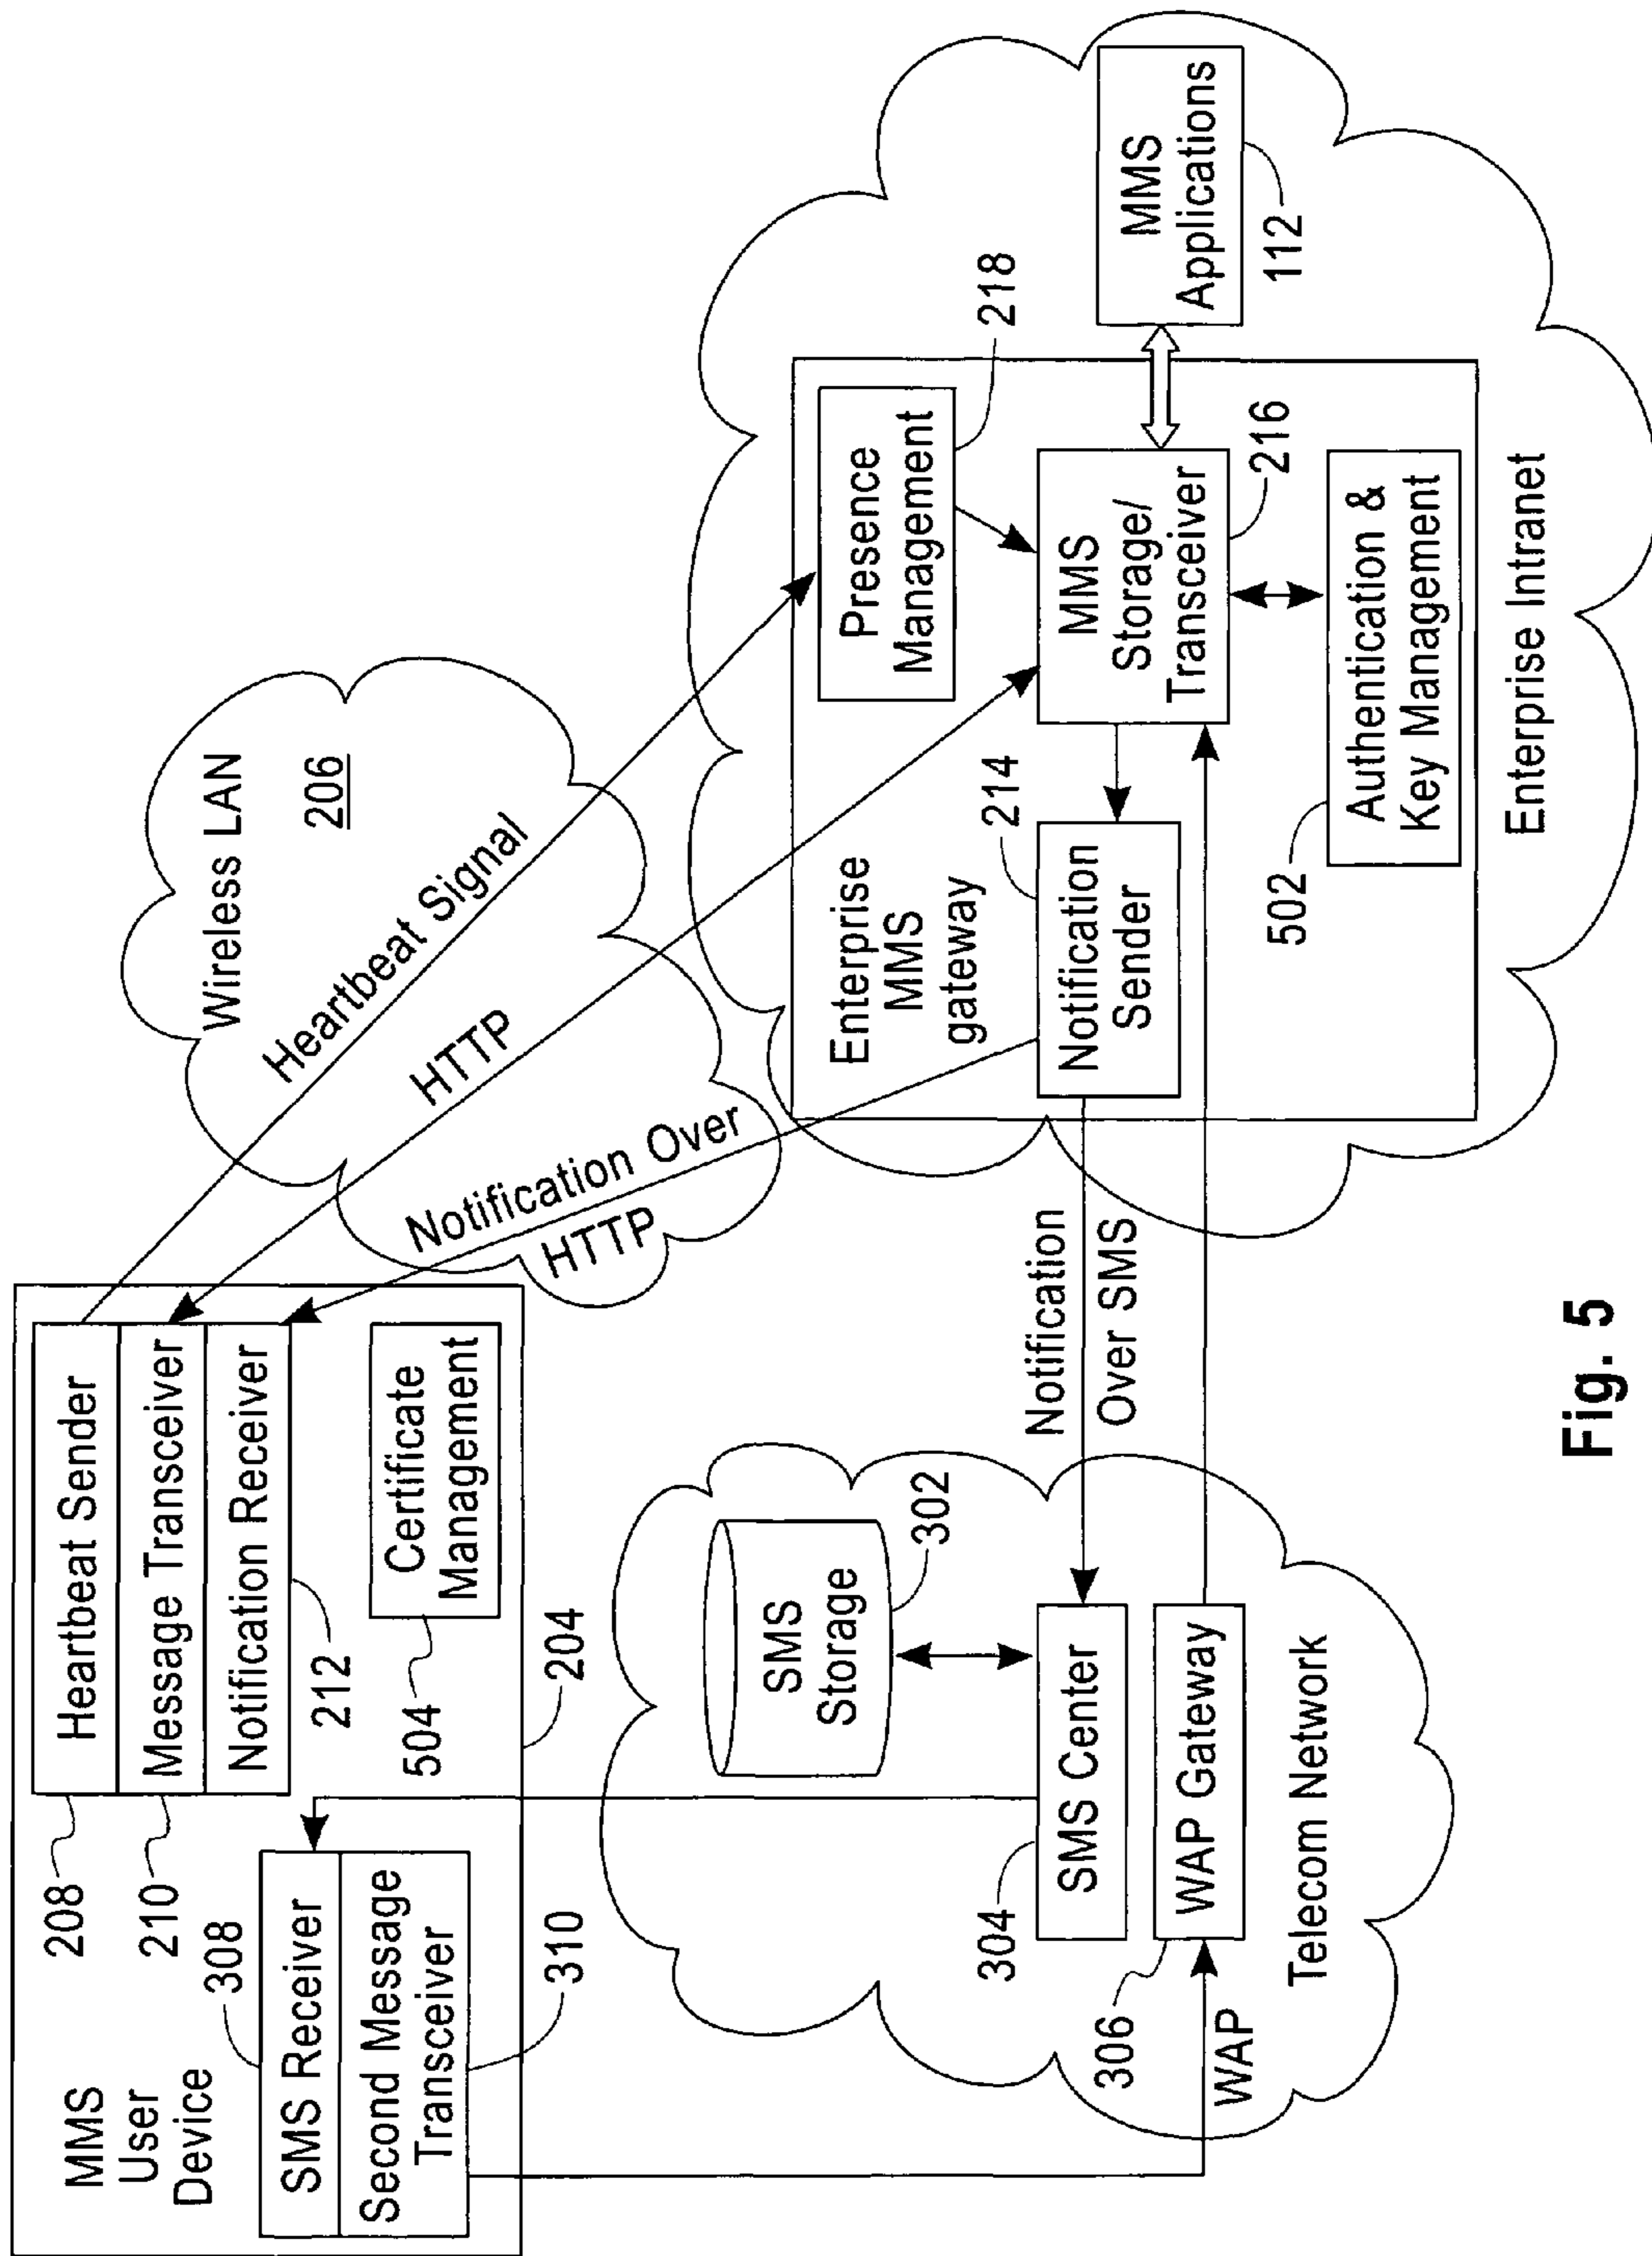 MMS
User
Device
208
210
308
Heartbeat Sender
Message Transceiver
Notification Receiver
212
SMS Receiver
Second Message
Transceiver
310
504
Certificate
Management
204
Wireless LAN
206
Heartbeat Signal
HTTP
Notification Over
HTTP
SMS
Storage
302
304
SMS Center
306
WAP Gateway
WAP
Telecom Network
Notification
Over SMS
Enterprise
MMS
gateway
214
Notification
Sender
Presence
Management
218
MMS
Storage/
Transceiver
216
502
Authentication &
Key Management
MMS
Applications
112
Enterprise Intranet
Fig. 5